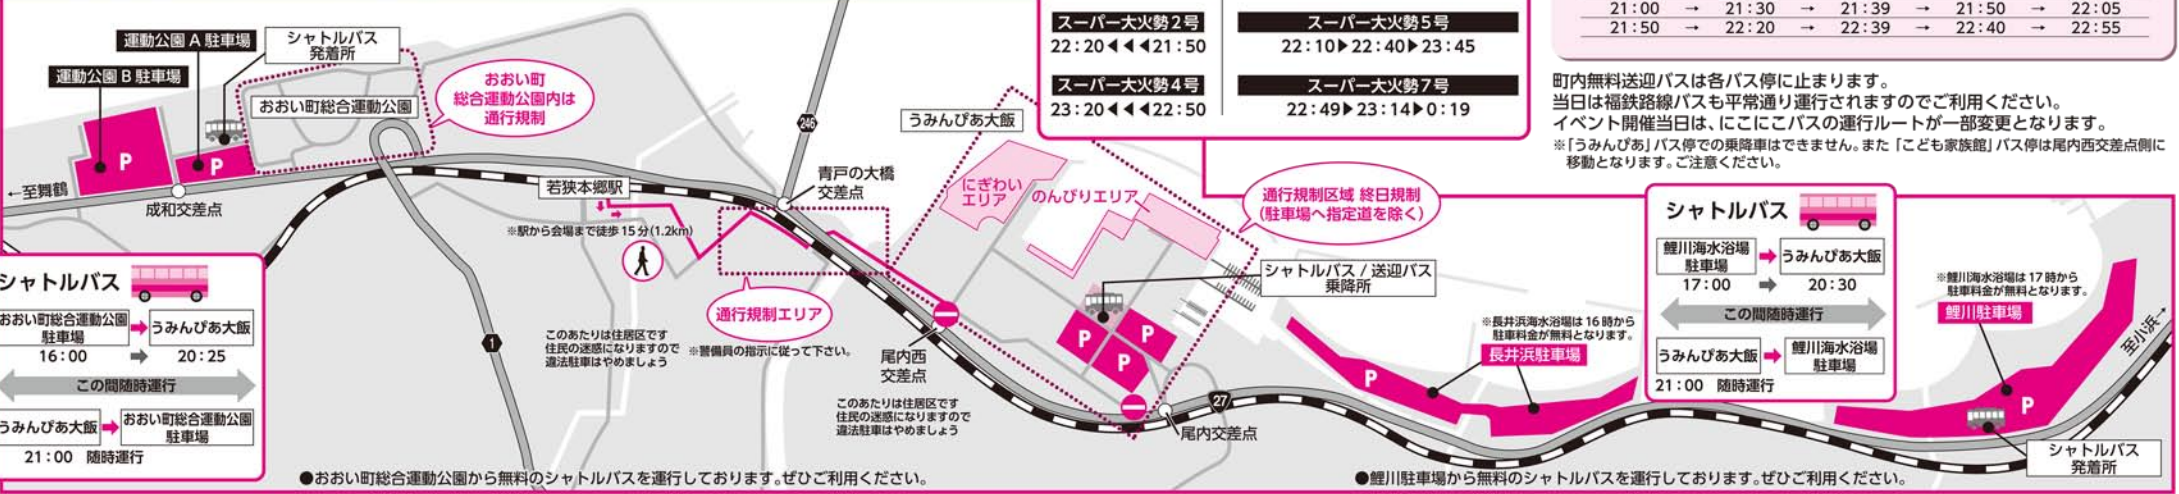 運動公園 A 駐車場
シャトルバス
発着所
運動公園 B 駐車場
おおい町総合運動公園
おおい町
総合運動公園内は
通行規制
P
P
←至舞鶴
成和交差点
若狭本郷駅
※駅から会場まで徒歩 15 分(1.2km)
246
青戸の大橋
交差点
うみんぴあ大飯
にぎわい
エリア
のんびりエリア
スーパー大火勢2号
22:20◀◀◀21:50
スーパー大火勢4号
23:20◀◀◀22:50
スーパー大火勢5号
22:10▶22:40▶23:45
スーパー大火勢7号
22:49▶23:14▶0:19
21:00 → 21:30 → 21:39 → 21:50 → 22:05
21:50 → 22:20 → 22:39 → 22:40 → 22:55
町内無料送迎バスは各バス停に止まります。
当日は福鉄路線バスも平常通り運行されますのでご利用ください。
イベント開催当日は、にこにこバスの運行ルートが一部変更となります。
※「うみんぴあ」バス停での乗降車はできません。また「こども家族館」バス停は尾内西交差点側に
移動となります。ご注意ください。
通行規制区域 終日規制
(駐車場へ指定道を除く)
シャトルバス / 送迎バス
乗降所
P
P
P
シャトルバス
おおい町総合運動公園
駐車場
➡
うみんぴあ大飯
16:00 ➡ 20:25
この間随時運行
うみんぴあ大飯
➡
おおい町総合運動公園
駐車場
21:00 随時運行
1
通行規制エリア
このあたりは住居区です
住民の迷惑になりますので
違法駐車はやめましょう
※警備員の指示に従って下さい。
尾内西
交差点
このあたりは住居区です
住民の迷惑になりますので
違法駐車はやめましょう
27
尾内交差点
P
※長井浜海水浴場は 16 時から
駐車料金が無料となります。
長井浜駐車場
シャトルバス
鯉川海水浴場
駐車場
➡
うみんぴあ大飯
17:00 ➡ 20:30
この間随時運行
うみんぴあ大飯
➡
鯉川海水浴場
駐車場
21:00 随時運行
※鯉川海水浴場は 17 時から
駐車料金が無料となります。
鯉川駐車場
P
至小浜→
シャトルバス
発着所
●おおい町総合運動公園から無料のシャトルバスを運行しております。ぜひご利用ください。
●鯉川駐車場から無料のシャトルバスを運行しております。ぜひご利用ください。